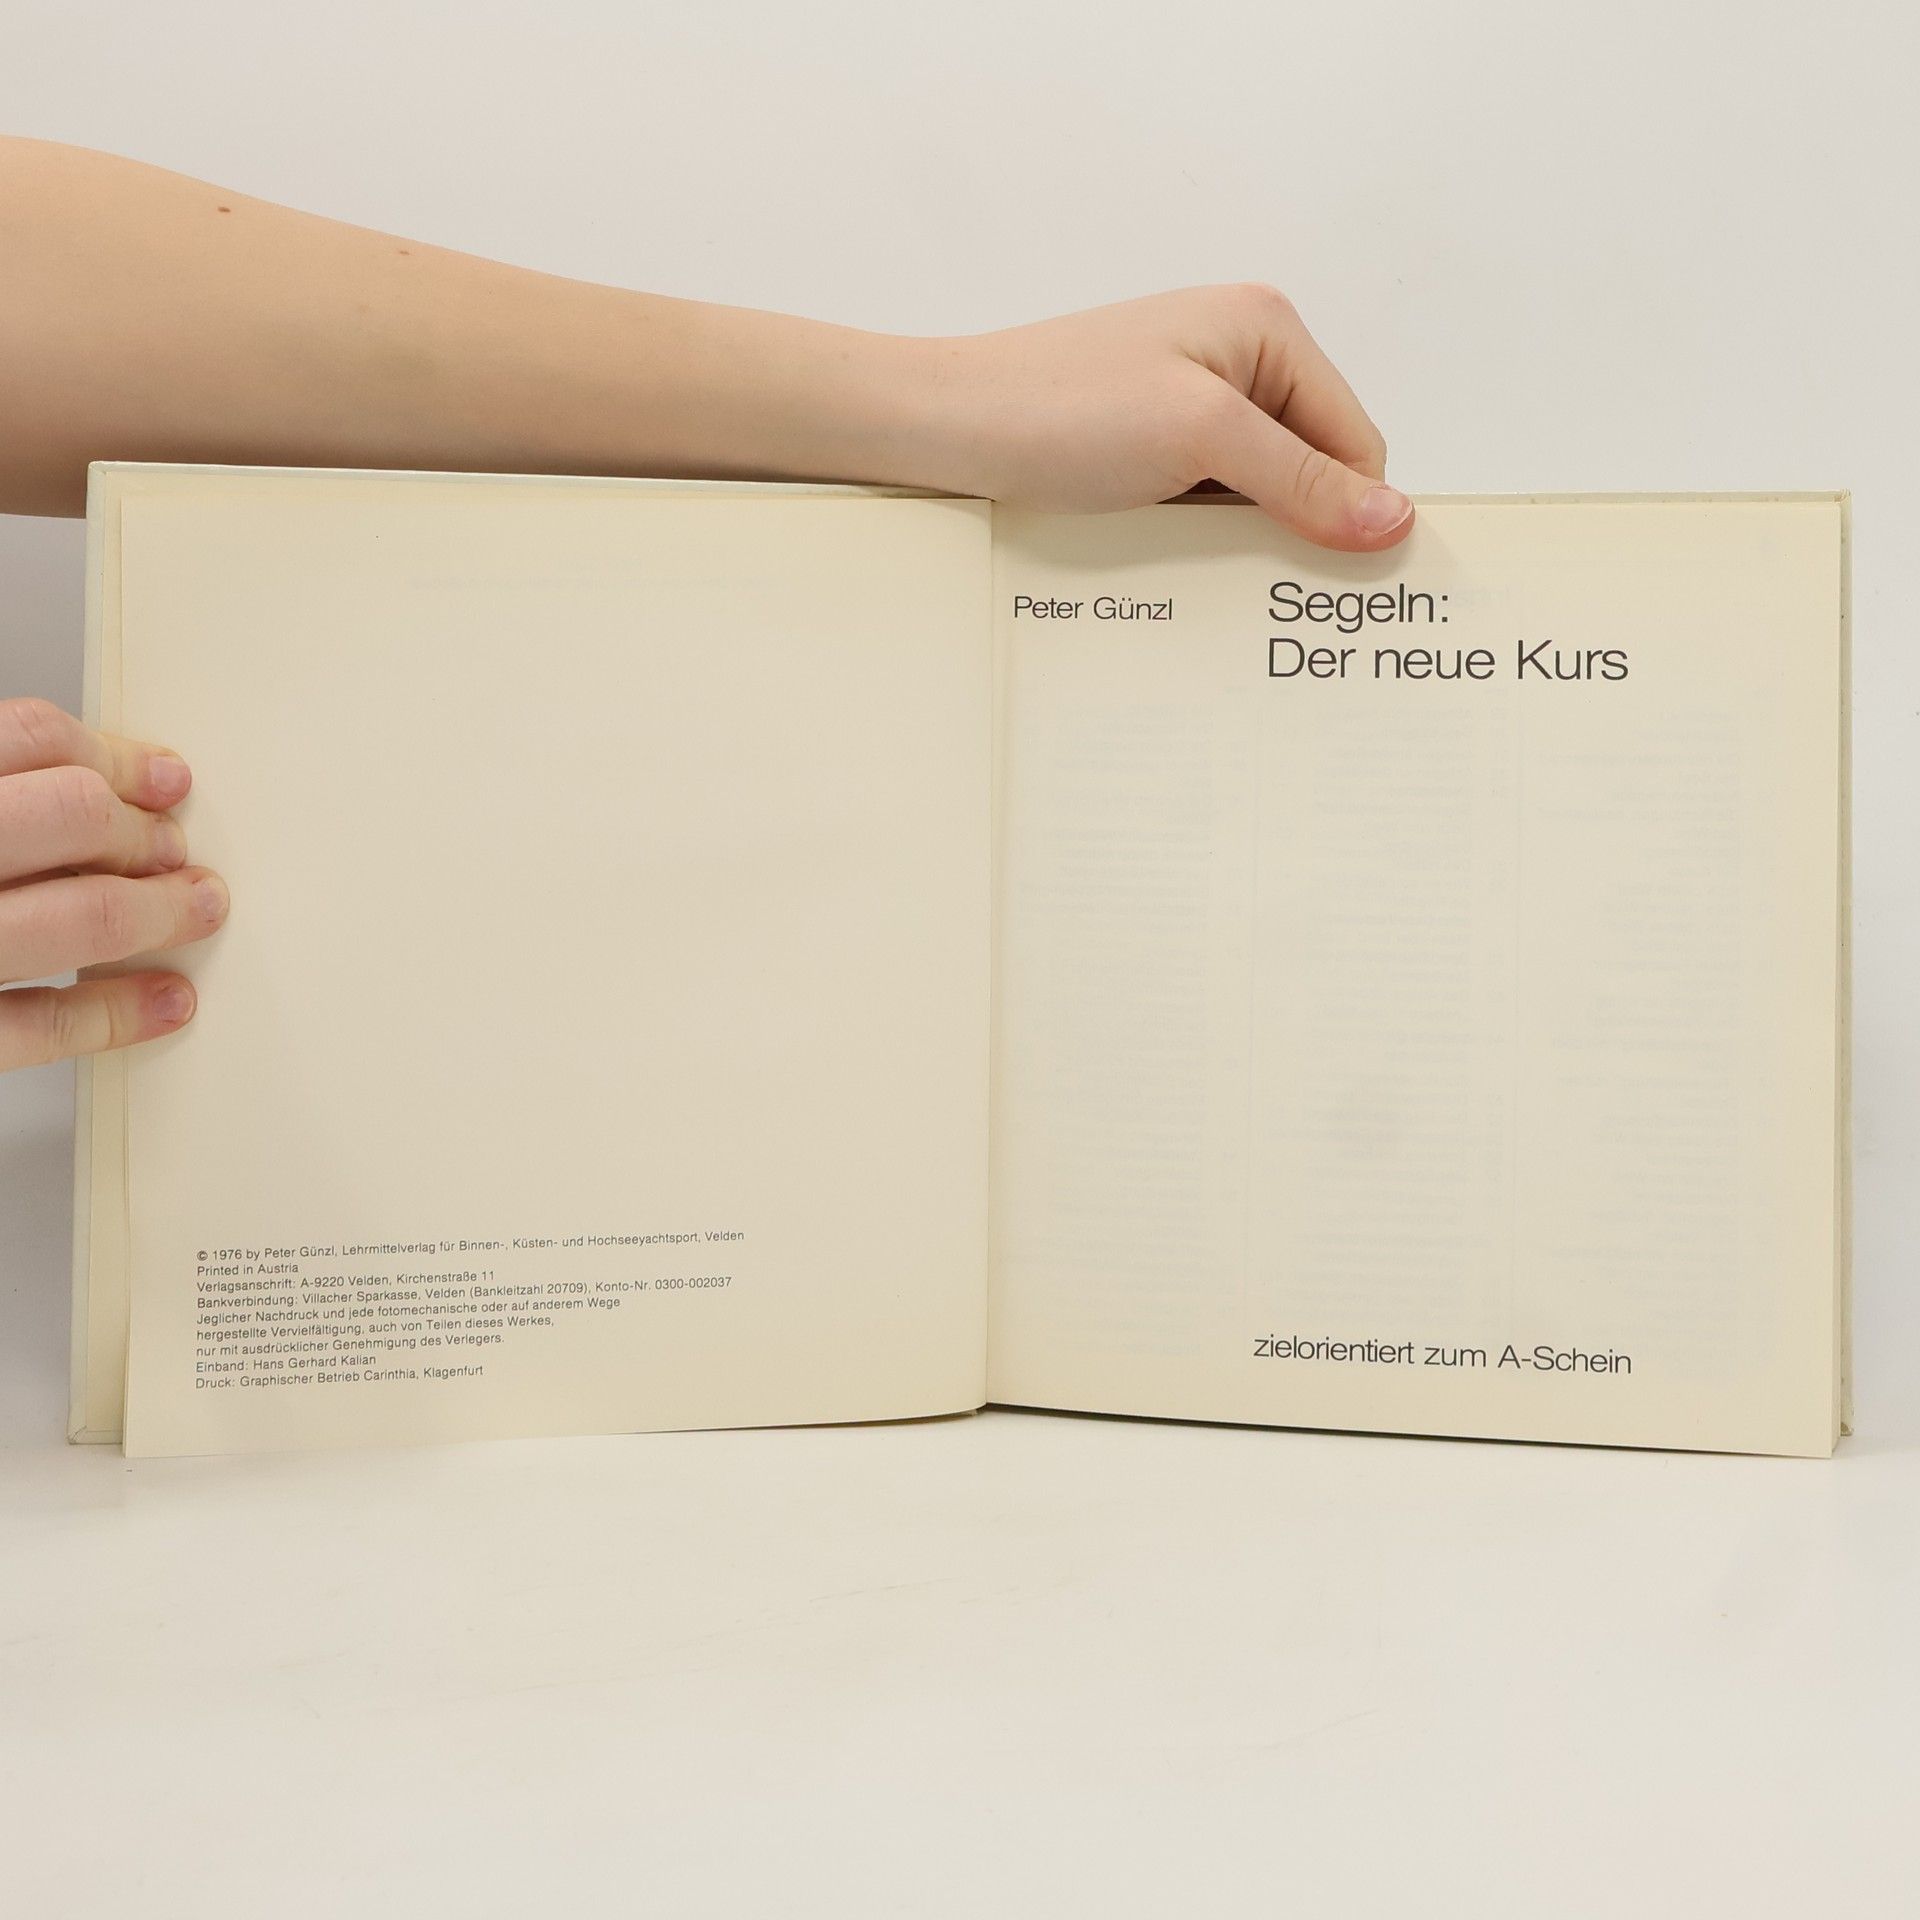 © 1976 by Peter Günzl, Lehrmittelverlag für Binnen-, Küsten- und Hochseeyachtsport, Velden
Printed in Austria
Verlagsanschrift: A-9220 Velden, Kirchenstraße 11
Bankverbindung: Villacher Sparkasse, Velden (Bankleitzahl 20709), Konto-Nr. 0300-002037
Jeglicher Nachdruck und jede fotomechanische oder auf anderem Wege
hergestellte Vervielfältigung, auch von Teilen dieses Werkes,
nur mit ausdrücklicher Genehmigung des Verlegers.
Einband: Hans Gerhard Kalian
Druck: Graphischer Betrieb Carinthia, Klagenfurt
Peter Günzl
Segeln:
Der neue Kurs
zielorientiert zum A-Schein